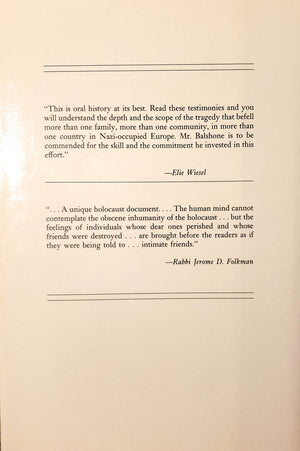 “This is oral history at its best. Read these testimonies and you
will understand the depth and the scope of the tragedy that befell
more than one family, more than one community, in more than
one country in Nazi-occupied Europe. Mr. Balshone is to be
commended for the skill and the commitment he invested in this
effort.”
—Elie Wiesel
“. . . A unique holocaust document. . . . The human mind cannot
contemplate the obscene inhumanity of the holocaust . . . but the
feelings of individuals whose dear ones perished and whose
friends were destroyed . . . are brought before the readers as if
they were being told to . . . intimate friends.”
—Rabbi Jerome D. Folkman